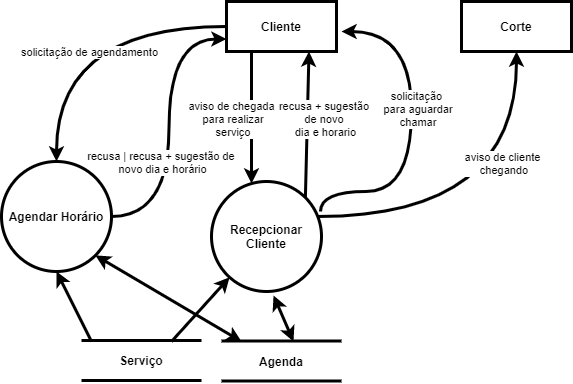 Cliente
Corte
solicitação de agendamento
aviso de chegada
para realizar
serviço
recusa + sugestão
de novo
dia e horario
solicitação
para aguardar
chamar
recusa | recusa + sugestão de
novo dia e horário
aviso de cliente
chegando
Agendar Horário
Recepcionar
Cliente
Serviço
Agenda